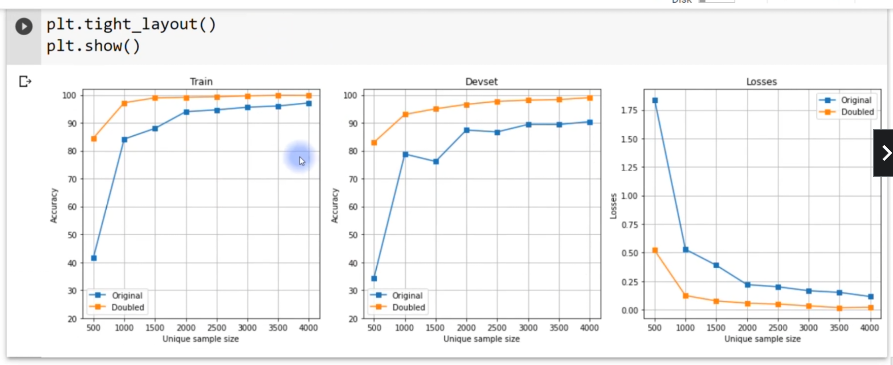 Disk
plt.tight_layout()
plt.show()
Train
Accuracy
100
90
80
70
60
50
40
30
20
Original
Doubled
500 1000 1500 2000 2500 3000 3500 4000
Unique sample size
Devset
Accuracy
100
90
80
70
60
50
40
30
20
Original
Doubled
500 1000 1500 2000 2500 3000 3500 4000
Unique sample size
Losses
Losses
1.75
1.50
1.25
1.00
0.75
0.50
0.25
0.00
Original
Doubled
500 1000 1500 2000 2500 3000 3500 4000
Unique sample size